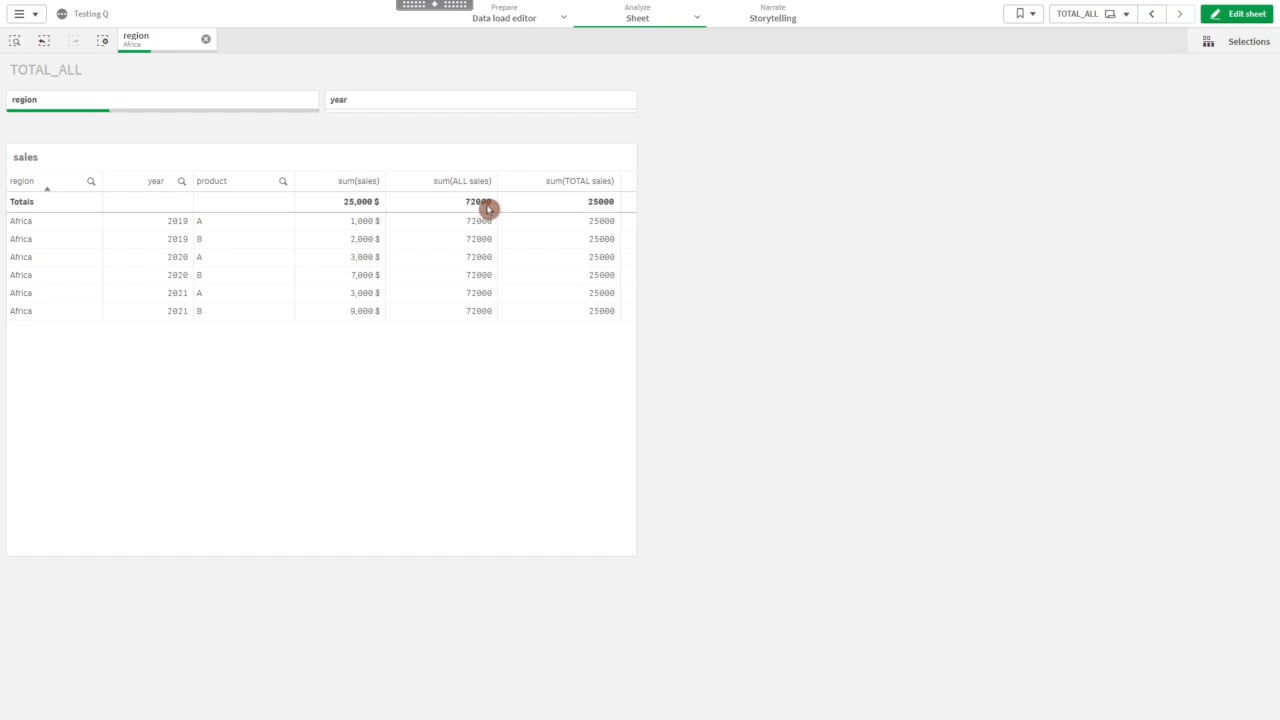 Testing Q
Prepare
Data load editor
Analyze
Sheet
Narrate
Storytelling
TOTAL_ALL
Edit sheet
region
Africa
Selections
TOTAL_ALL
region year
sales
region year product sum(sales) sum(ALL sales) sum(TOTAL sales)
Totals 25,000 $ 72000 25000
Africa 2019 A 1,000 $ 72000 25000
Africa 2019 B 2,000 $ 72000 25000
Africa 2020 A 3,000 $ 72000 25000
Africa 2020 B 7,000 $ 72000 25000
Africa 2021 A 3,000 $ 72000 25000
Africa 2021 B 9,000 $ 72000 25000